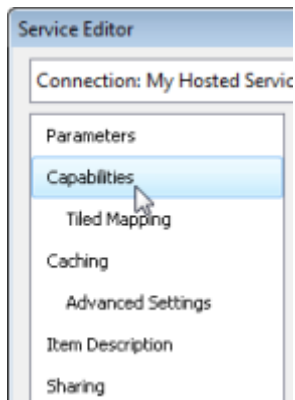 Service Editor
Connection: My Hosted Servic
Parameters
Capabilities
Tiled Mapping
Caching
Advanced Settings
Item Description
Sharing